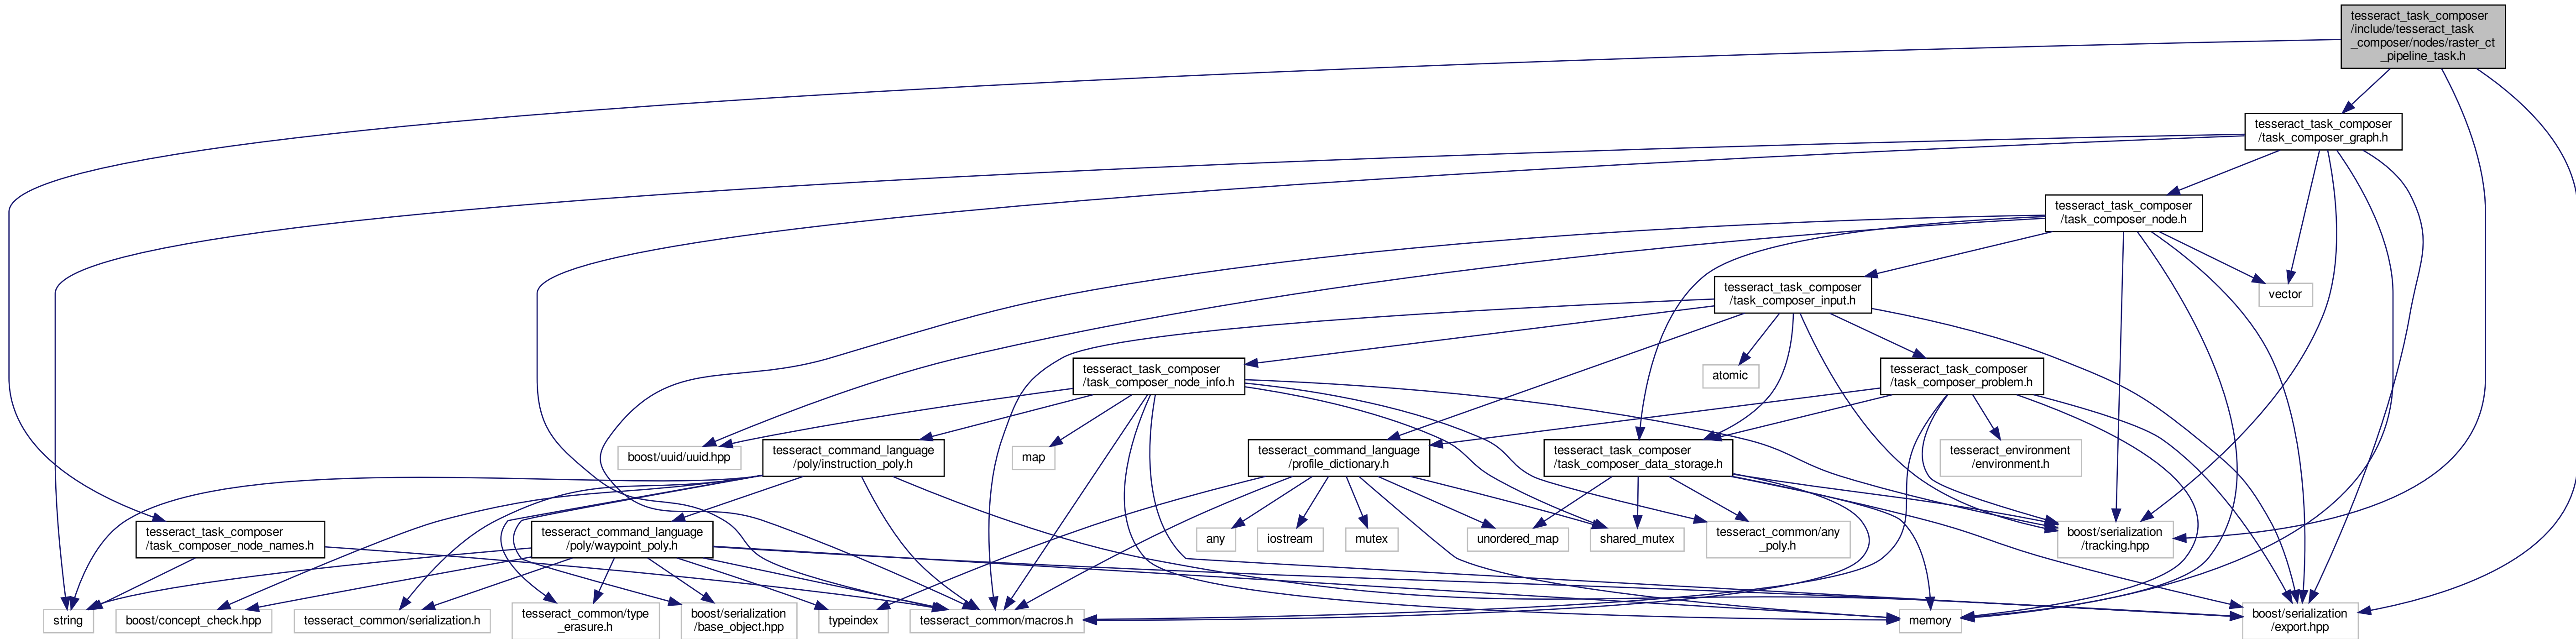 tesseract_task_composer
/include/tesseract_task
_composer/nodes/raster_ct
_pipeline_task.h
tesseract_task_composer
/task_composer_graph.h
tesseract_task_composer
/task_composer_node.h
tesseract_task_composer
/task_composer_input.h
vector
tesseract_task_composer
/task_composer_node_info.h
atomic
tesseract_task_composer
/task_composer_problem.h
boost/uuid/uuid.hpp
tesseract_command_language
/poly/instruction_poly.h
map
tesseract_command_language
/profile_dictionary.h
tesseract_task_composer
/task_composer_data_storage.h
tesseract_environment
/environment.h
tesseract_task_composer
/task_composer_node_names.h
tesseract_command_language
/poly/waypoint_poly.h
any
iostream
mutex
unordered_map
shared_mutex
tesseract_common/any
_poly.h
boost/serialization
/tracking.hpp
string
boost/concept_check.hpp
tesseract_common/serialization.h
tesseract_common/type
_erasure.h
boost/serialization
/base_object.hpp
typeindex
tesseract_common/macros.h
memory
boost/serialization
/export.hpp